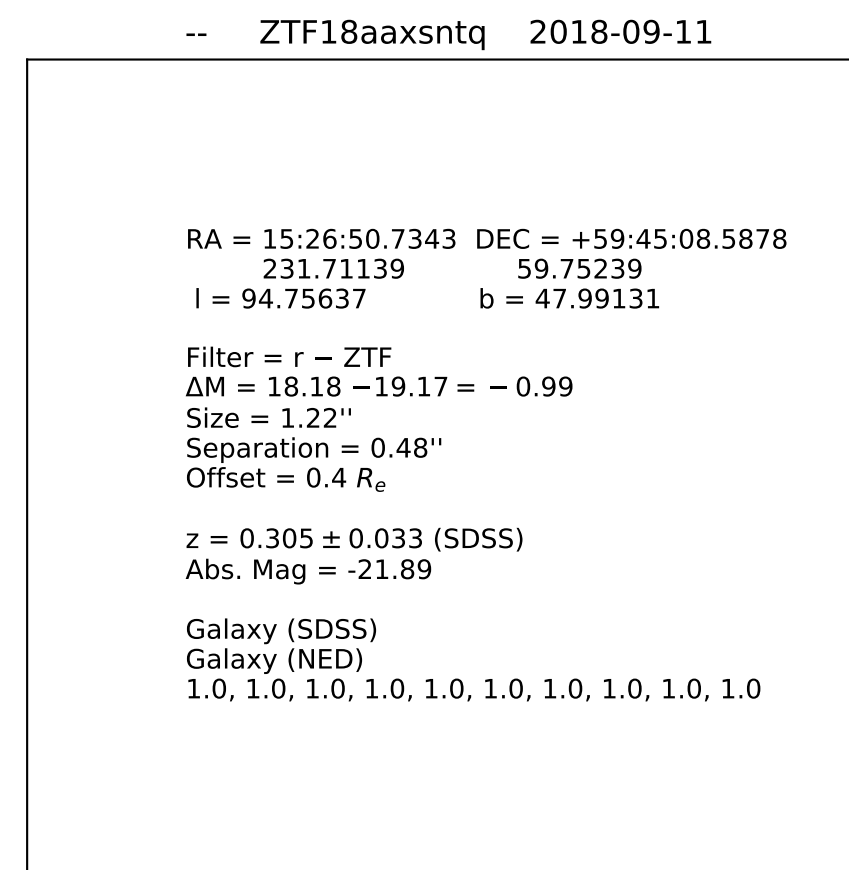 -- ZTF18aaxsntq 2018-09-11
RA = 15:26:50.7343 DEC = +59:45:08.5878
231.71139 59.75239
l = 94.75637 b = 47.99131
Filter = r − ZTF
ΔM = 18.18 −19.17 = − 0.99
Size = 1.22''
Separation = 0.48''
Offset = 0.4 Re
z = 0.305 ± 0.033 (SDSS)
Abs. Mag = -21.89
Galaxy (SDSS)
Galaxy (NED)
1.0, 1.0, 1.0, 1.0, 1.0, 1.0, 1.0, 1.0, 1.0, 1.0